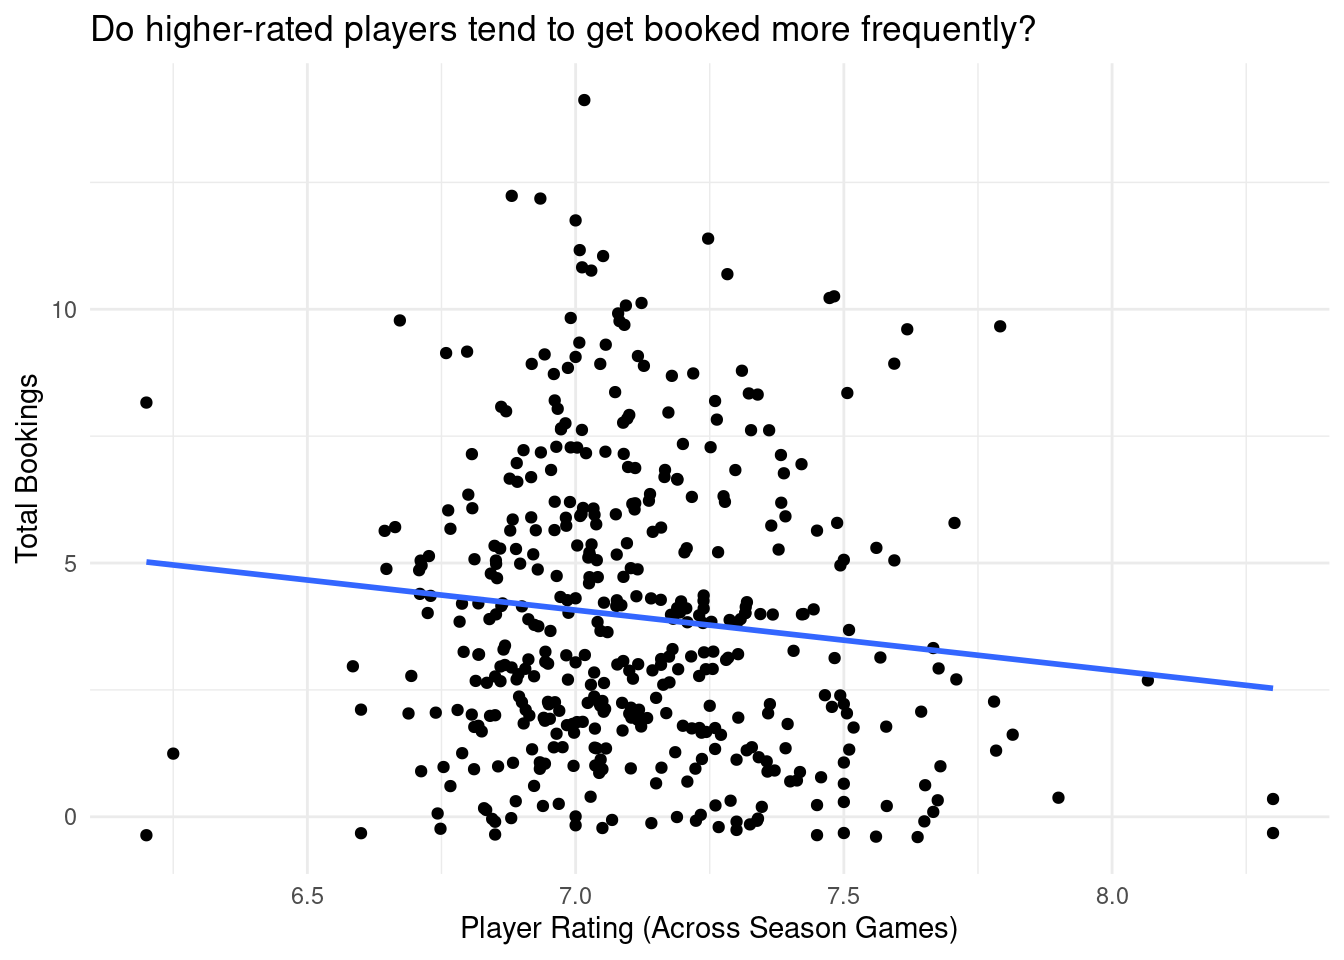 Do higher-rated players tend to get booked more frequently?
Total Bookings
10
5
0
6.5 7.0 7.5 8.0
Player Rating (Across Season Games)